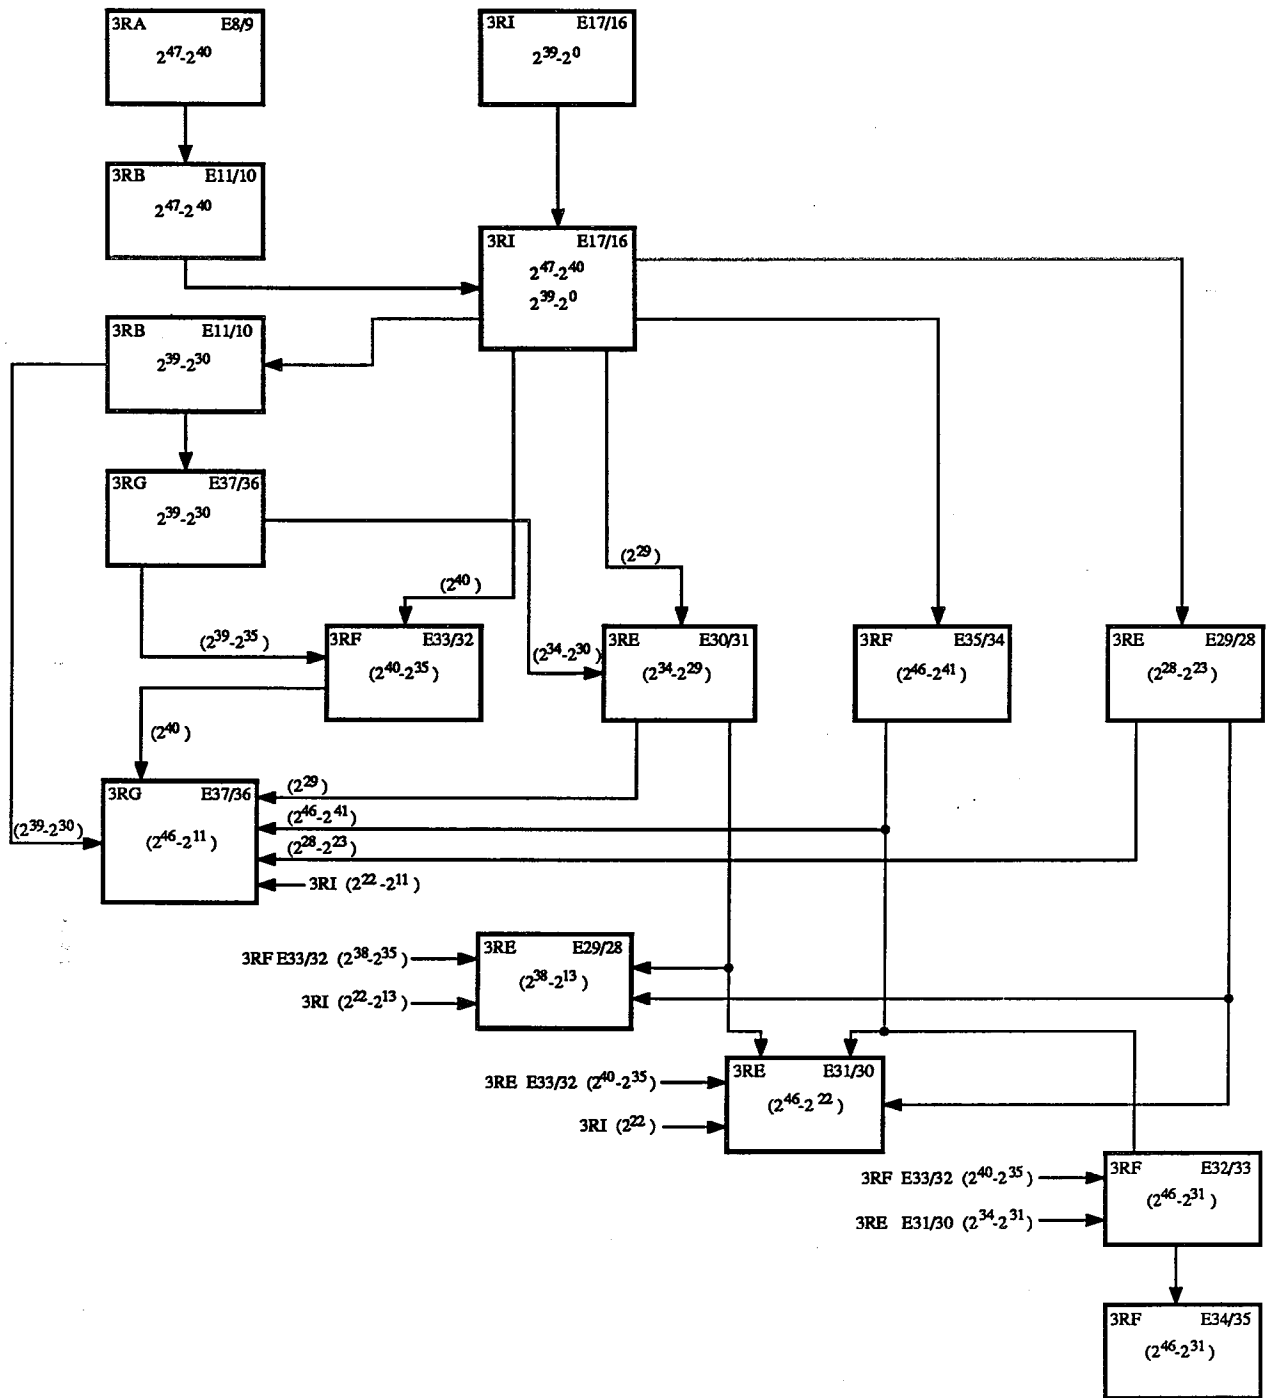 3RA E8/9
2^47-2^40
3RI E17/16
2^39-2^0
3RB E11/10
2^47-2^40
3RI E17/16
2^47-2^40
2^39-2^0
3RB E11/10
2^39-2^30
3RG E37/36
2^39-2^30
(2^29)
(2^40)
(2^39-2^35)
3RF E33/32
(2^40-2^35)
(2^34-2^30)
3RE E30/31
(2^34-2^29)
3RF E35/34
(2^46-2^41)
3RE E29/28
(2^28-2^23)
(2^40)
3RG E37/36
(2^46-2^11)
(2^39-2^30)
(2^29)
(2^46-2^41)
(2^28-2^23)
3RI (2^22-2^11)
3RF E33/32 (2^38-2^35)
3RI (2^22-2^13)
3RE E29/28
(2^38-2^13)
3RE E33/32 (2^40-2^35)
3RI (2^22)
3RE E31/30
(2^46-2^22)
3RF E33/32 (2^40-2^35)
3RE E31/30 (2^34-2^31)
3RF E32/33
(2^46-2^31)
3RF E34/35
(2^46-2^31)